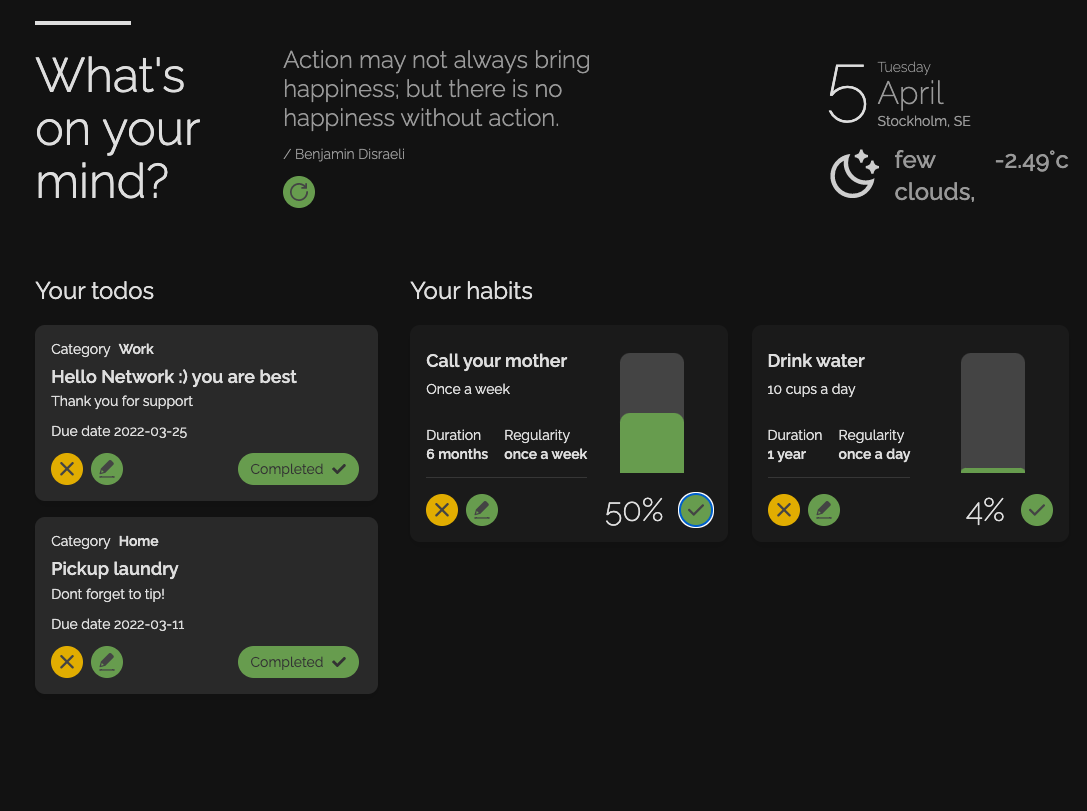 What's
on your
mind?
Action may not always bring
happiness; but there is no
happiness without action.
/ Benjamin Disraeli
5
Tuesday
April
Stockholm, SE
few -2.49°c
clouds,
Your todos
Category Work
Hello Network :) you are best
Thank you for support
Due date 2022-03-25
Completed
Category Home
Pickup laundry
Dont forget to tip!
Due date 2022-03-11
Completed
Your habits
Call your mother
Once a week
Duration Regularity
6 months once a week
50%
Drink water
10 cups a day
Duration Regularity
1 year once a day
4%